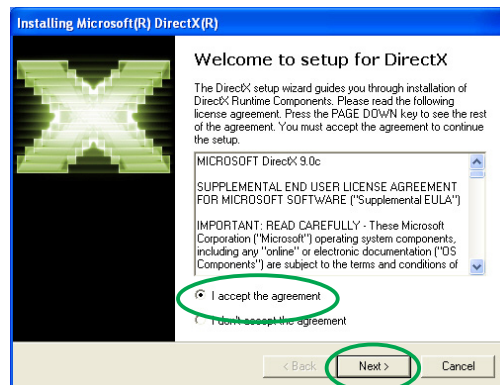 Installing Microsoft(R) DirectX(R)
Welcome to setup for DirectX
The DirectX setup wizard guides you through installation of
DirectX Runtime Components. Please read the following
license agreement. Press the PAGE DOWN key to see the rest
of the agreement. You must accept the agreement to continue
the setup.
MICROSOFT DirectX 9.0c
SUPPLEMENTAL END USER LICENSE AGREEMENT
FOR MICROSOFT SOFTWARE ("Supplemental EULA")
IMPORTANT: READ CAREFULLY - These Microsoft
Corporation ("Microsoft") operating system components,
including any "online" or electronic documentation ("OS
Components") are subject to the terms and conditions of
I accept the agreement
I don't accept the agreement
< Back
Next >
Cancel